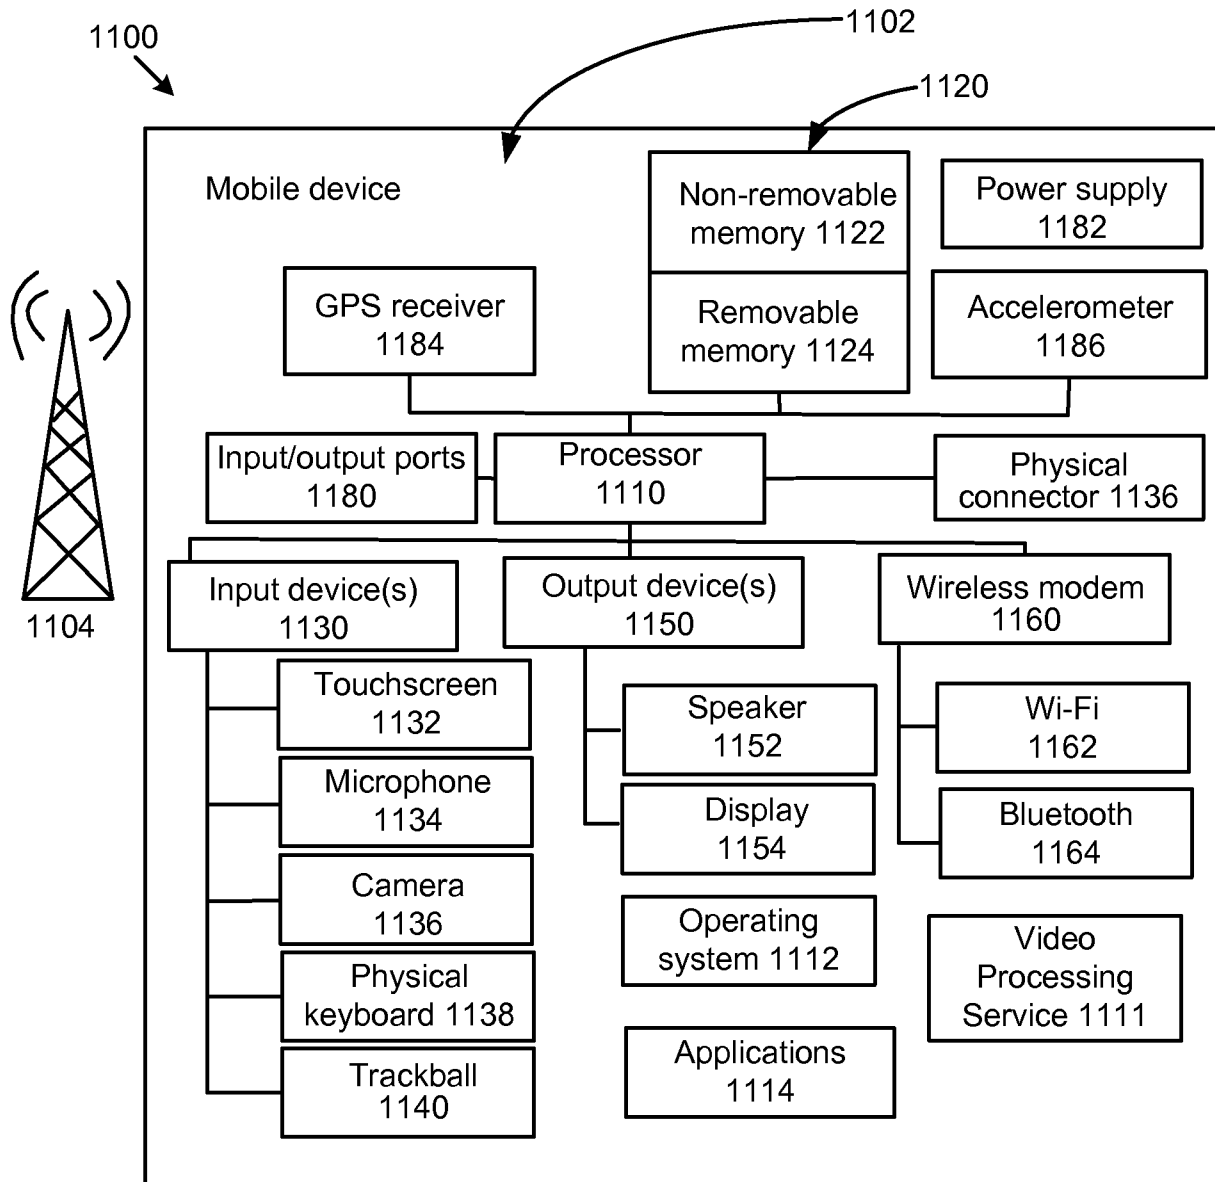 1100
1102
1120
Mobile device
Non-removable
memory 1122
Power supply
1182
GPS receiver
1184
Removable
memory 1124
Accelerometer
1186
Input/output ports
1180
Processor
1110
Physical
connector 1136
Input device(s)
1130
Output device(s)
1150
Wireless modem
1160
1104
Touchscreen
1132
Microphone
1134
Camera
1136
Physical
keyboard 1138
Trackball
1140
Speaker
1152
Display
1154
Operating
system 1112
Applications
1114
Wi-Fi
1162
Bluetooth
1164
Video
Processing
Service 1111